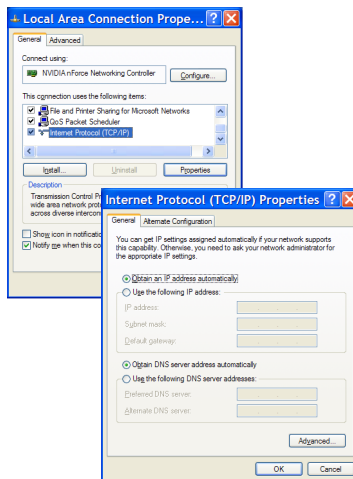 Local Area Connection Prope...
General
Advanced
Connect using:
NVIDIA nForce Networking Controller
Configure...
This connection uses the following items:
File and Printer Sharing for Microsoft Networks
QoS Packet Scheduler
Internet Protocol (TCP/IP)
Install...
Uninstall
Properties
Description
Transmission Control Pr
wide area network prot
across diverse intercon
Show icon in notificatio
Notify me when this co
Internet Protocol (TCP/IP) Properties
General
Alternate Configuration
You can get IP settings assigned automatically if your network supports
this capability. Otherwise, you need to ask your network administrator for
the appropriate IP settings.
Obtain an IP address automatically
Use the following IP address:
IP address:
Subnet mask:
Default gateway:
Obtain DNS server address automatically
Use the following DNS server addresses:
Preferred DNS server:
Alternate DNS server:
Advanced...
OK
Cancel